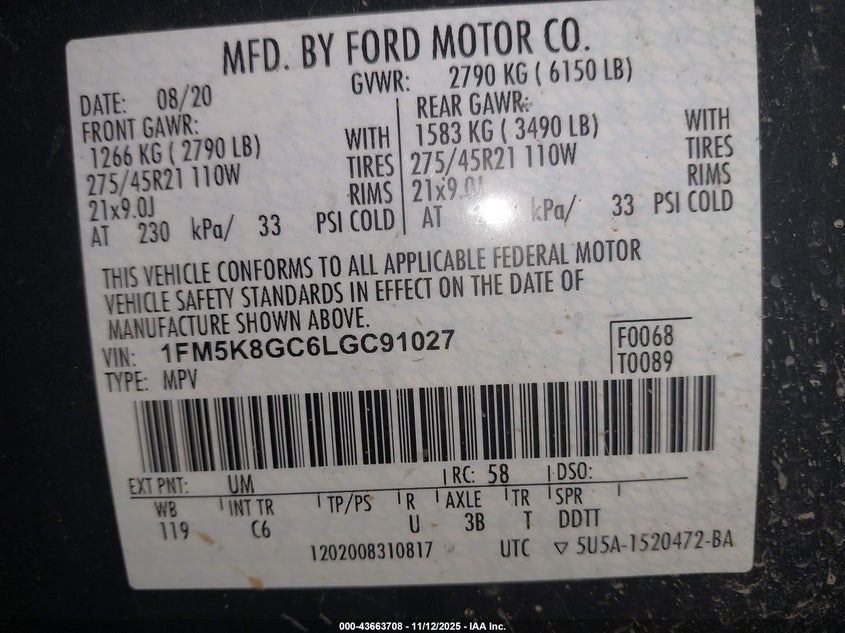 MFD. BY FORD MOTOR CO.
DATE: 08/20 GVWR: 2790 KG ( 6150 LB)
FRONT GAWR: REAR GAWR:
1266 KG ( 2790 LB) WITH 1583 KG ( 3490 LB) WITH
275/45R21 110W TIRES 275/45R21 110W TIRES
21x9.0J RIMS 21x9.0J RIMS
AT 230 kPa/ 33 PSI COLD AT kPa/ 33 PSI COLD
THIS VEHICLE CONFORMS TO ALL APPLICABLE FEDERAL MOTOR
VEHICLE SAFETY STANDARDS IN EFFECT ON THE DATE OF
MANUFACTURE SHOWN ABOVE.
VIN: 1FM5K8GC6LGC91027 F0068
TYPE: MPV T0089
EXT PNT: UM RC: 58 DSO:
WB INT TR TP/PS R AXLE TR SPR
119 C6 U 3B T DDTT
1202008310817 UTC ▽ 5U5A-1520472-BA
000-43663708 - 11/12/2025 - IAA Inc.